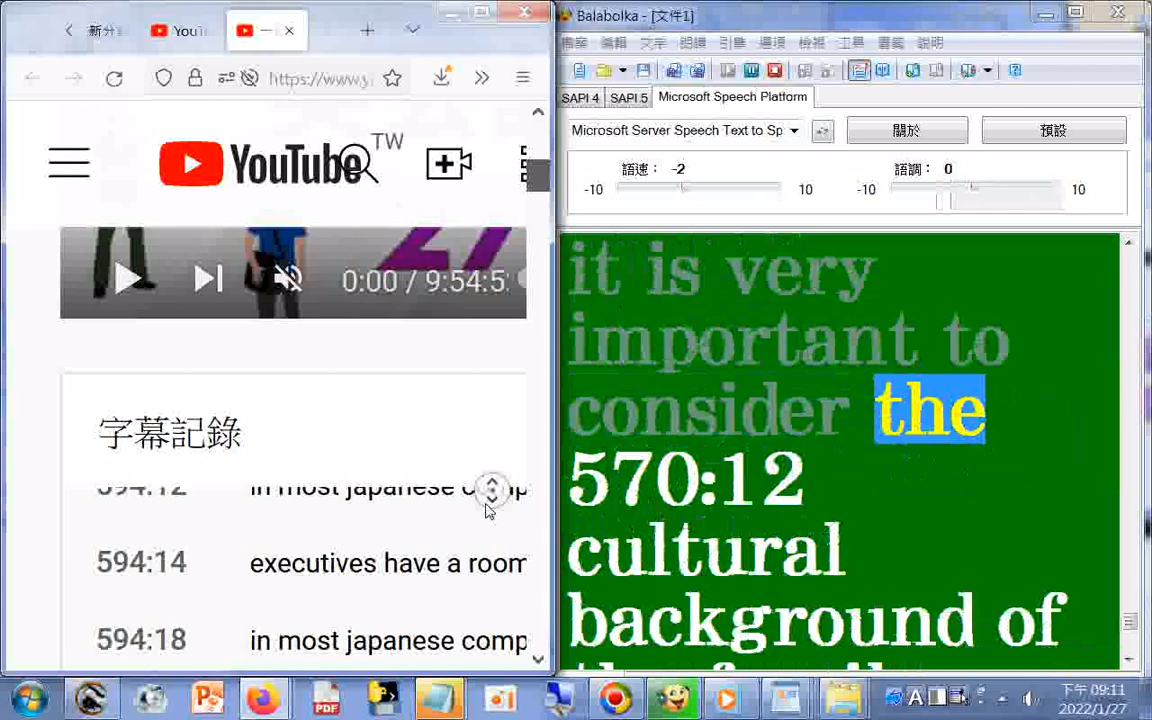 新分
YouT
https://www.y
TW
YouTube
0:00 / 9:54:5
字幕記錄
594:12 in most japanese comp
594:14 executives have a room
594:18 in most japanese comp
Balabolka - [文件1]
檔案 編輯 文字 朗讀 引擎 選項 檢視 工具 書籤 說明
SAPI 4 SAPI 5 Microsoft Speech Platform
Microsoft Server Speech Text to Sp
關於
預設
語速: -2
語調: 0
-10 10 -10 10
it is very
important to
consider the
570:12
cultural
background of
PDF
A
下午 09:11
2022/1/27